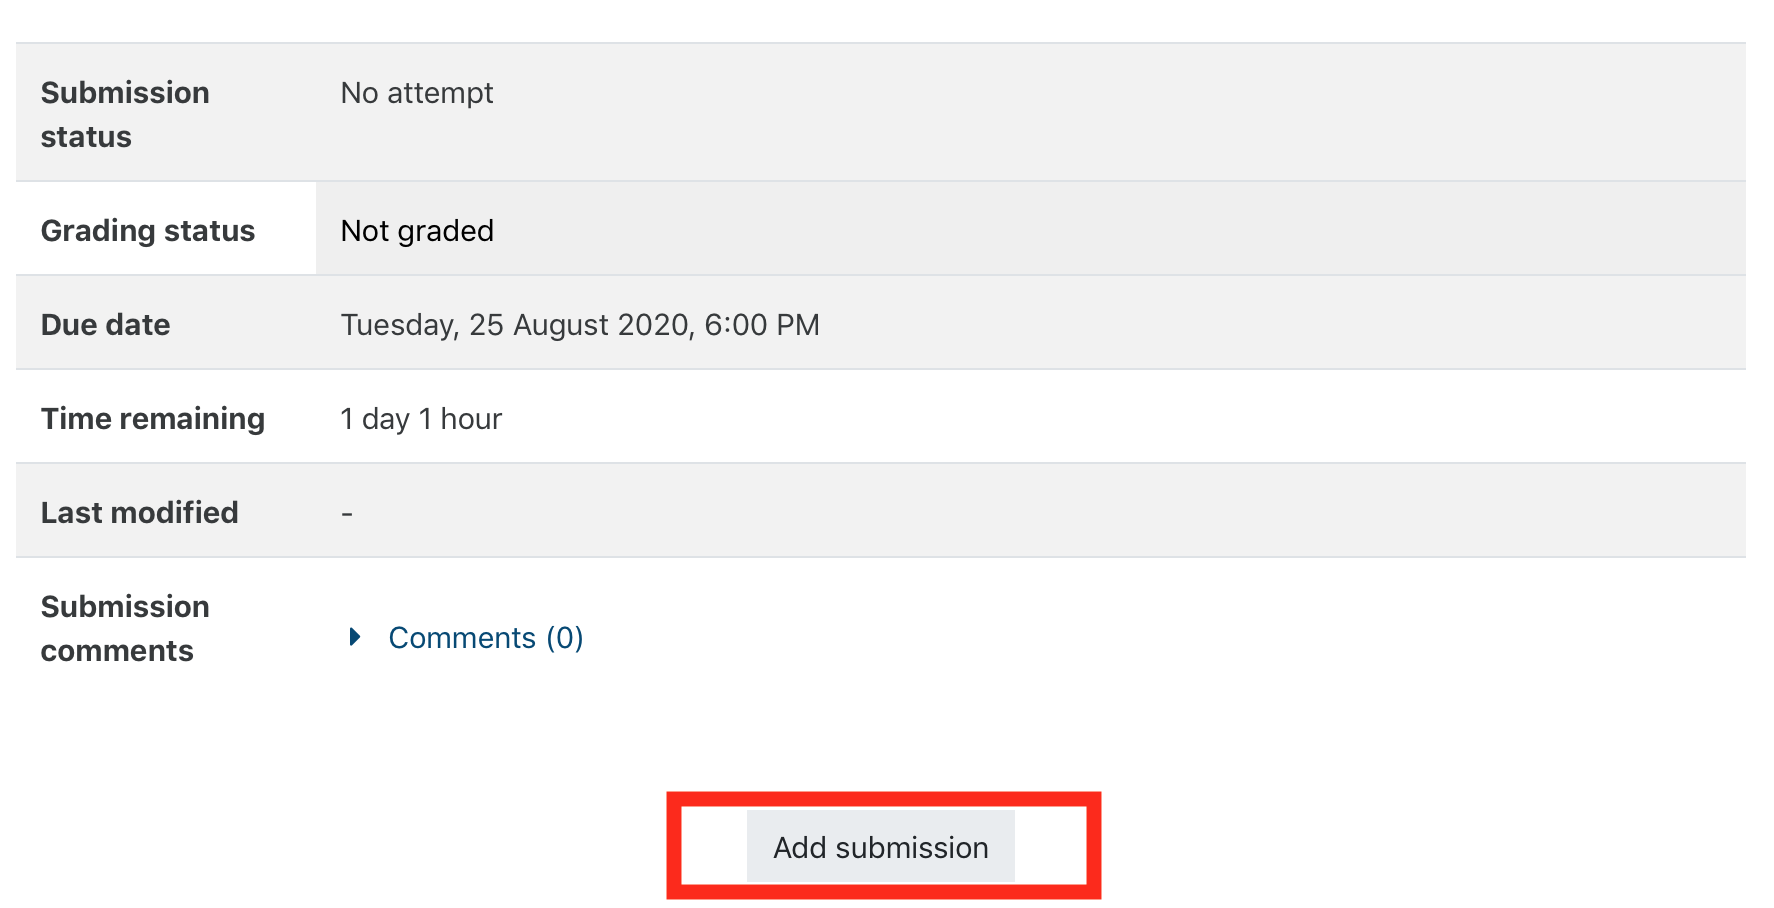 Submission status
No attempt
Grading status
Not graded
Due date
Tuesday, 25 August 2020, 6:00 PM
Time remaining
1 day 1 hour
Last modified
-
Submission comments
Comments (0)
Add submission